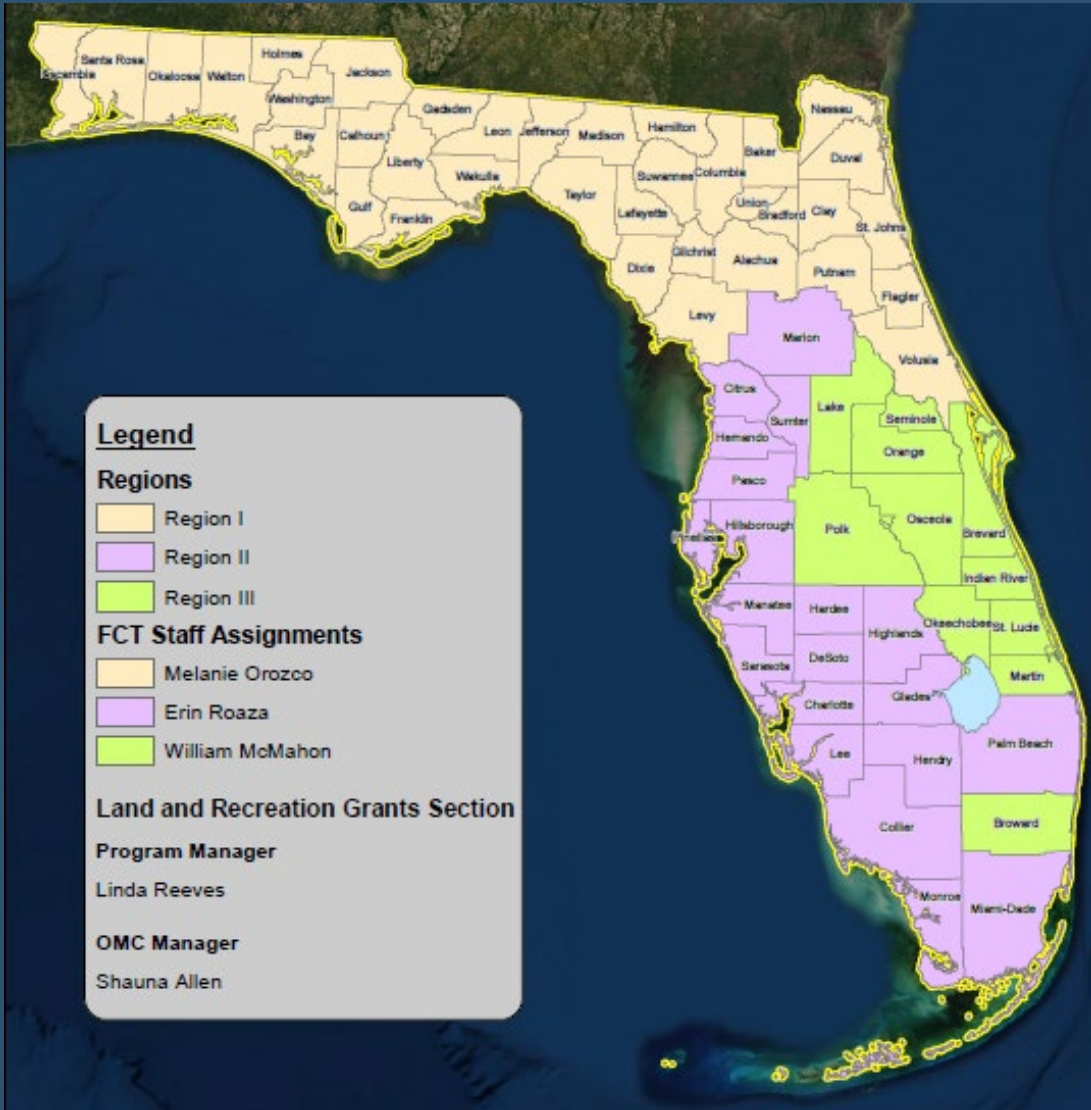 Holmes
Santa Rosa
Escambia
Okaloosa
Walton
Jackson
Washington
Gadsden
Nassau
Bay
Calhoun
Leon
Jefferson
Madison
Hamilton
Baker
Duval
Liberty
Wakulla
Suwannee
Columbia
Gulf
Franklin
Taylor
Lafayette
Union
Bradford
Clay
St. Johns
Dixie
Gilchrist
Alachua
Putnam
Flagler
Levy
Marion
Volusia
Citrus
Sumter
Lake
Seminole
Hernando
Orange
Pasco
Hillsborough
Polk
Osceola
Brevard
Pinellas
Indian River
Manatee
Hardee
Highlands
Okeechobee
St. Lucie
Sarasota
DeSoto
Martin
Charlotte
Glades
Lee
Hendry
Palm Beach
Collier
Broward
Monroe
Miami-Dade
Legend
Regions
Region I
Region II
Region III
FCT Staff Assignments
Melanie Orozco
Erin Roaza
William McMahon
Land and Recreation Grants Section
Program Manager
Linda Reeves
OMC Manager
Shauna Allen